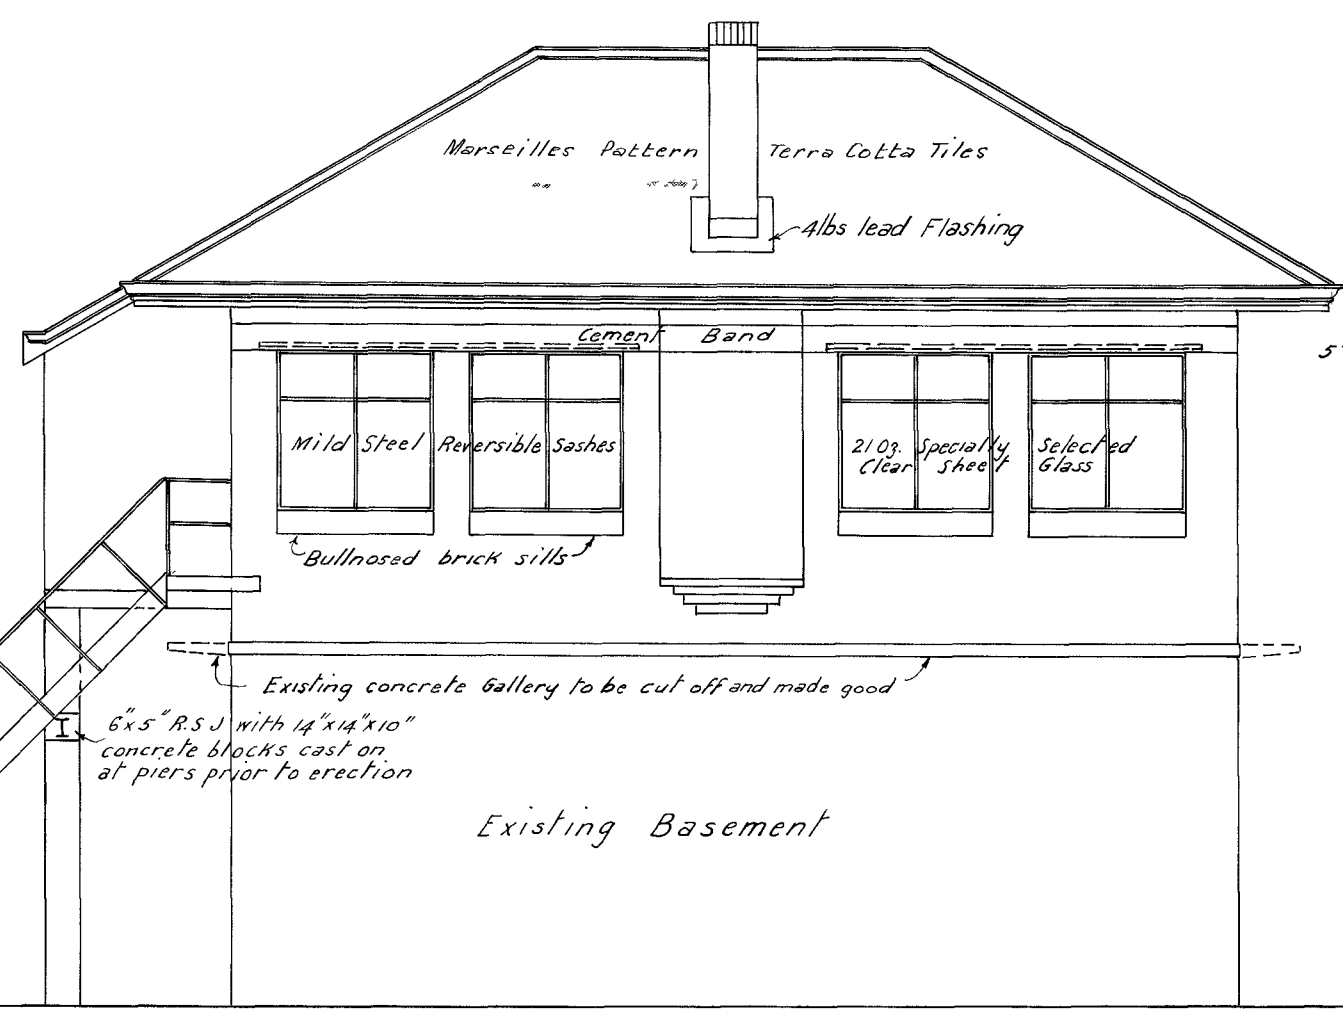 Marseilles Pattern Terra Cotta Tiles
4lbs lead Flashing
Cement Band
5
Mild Steel Reversible Sashes
21 Oz. Specially Selected
Clear Sheet Glass
Bullnosed brick sills
Existing concrete Gallery to be cut off and made good
6"x5" R.S.J with 14"x14"x10"
concrete blocks cast on
at piers prior to erection
Existing Basement